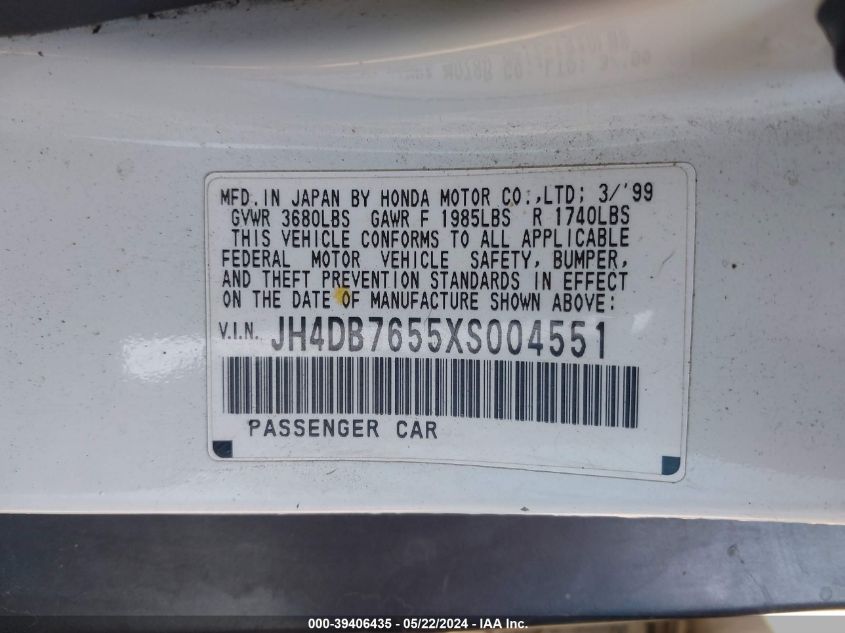 MFD. IN JAPAN BY HONDA MOTOR CO.,LTD; 3/'99
GVWR 3680LBS GAWR F 1985LBS R 1740LBS
THIS VEHICLE CONFORMS TO ALL APPLICABLE
FEDERAL MOTOR VEHICLE SAFETY, BUMPER,
AND THEFT PREVENTION STANDARDS IN EFFECT
ON THE DATE OF MANUFACTURE SHOWN ABOVE:
V.I.N. JH4DB7655XS004551
PASSENGER CAR
000-39406435 - 05/22/2024 - IAA Inc.